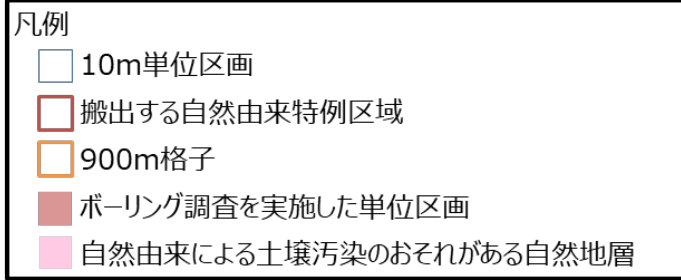 凡例
10m単位区画
搬出する自然由来特例区域
900m格子
ボーリング調査を実施した単位区画
自然由来による土壌汚染のおそれがある自然地層